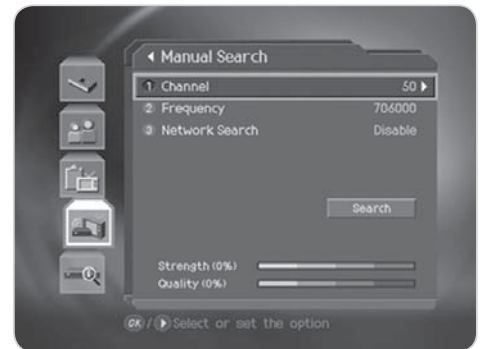 Manual Search
1 Channel 50
2 Frequency 706000
3 Network Search Disable
Search
Strength (0%)
Quality (0%)
OK / Select or set the option